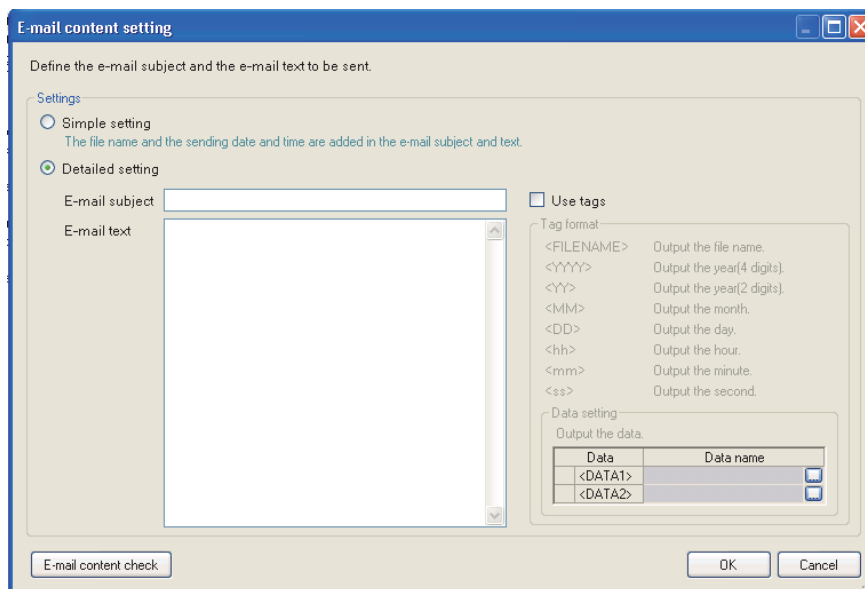 E-mail content setting
Define the e-mail subject and the e-mail text to be sent.
Settings
Simple setting
The file name and the sending date and time are added in the e-mail subject and text.
Detailed setting
E-mail subject
Use tags
E-mail text
Tag format
<FILENAME> Output the file name.
<YYYY> Output the year(4 digits).
<YY> Output the year(2 digits).
<MM> Output the month.
<DD> Output the day.
<hh> Output the hour.
<mm> Output the minute.
<ss> Output the second.
Data setting
Output the data.
Data Data name
<DATA1> ...
<DATA2> ...
E-mail content check OK Cancel